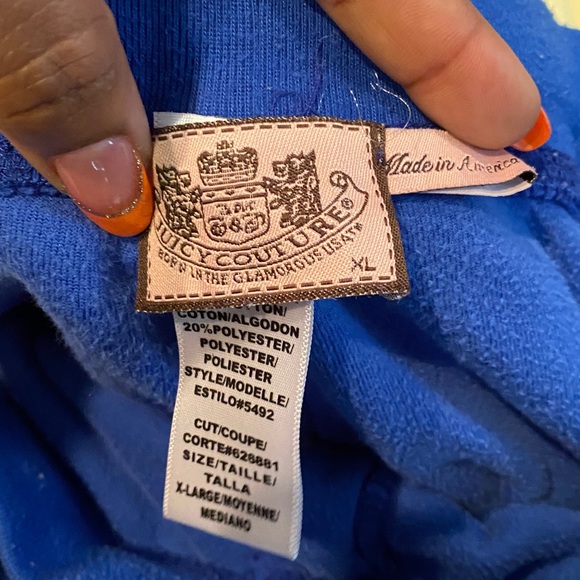 JUICY COUTURE®
BORN IN THE GLAMOROUS USA
XL
Made in America
COTON/ALGODON
20%POLYESTER/
POLYESTER/
POLIESTER
STYLE/MODELLE/
ESTILO#5492
CUT/COUPE/
CORTE#628881
SIZE/TAILLE/
TALLA
X-LARGE/MOYENNE/
MEDIANO